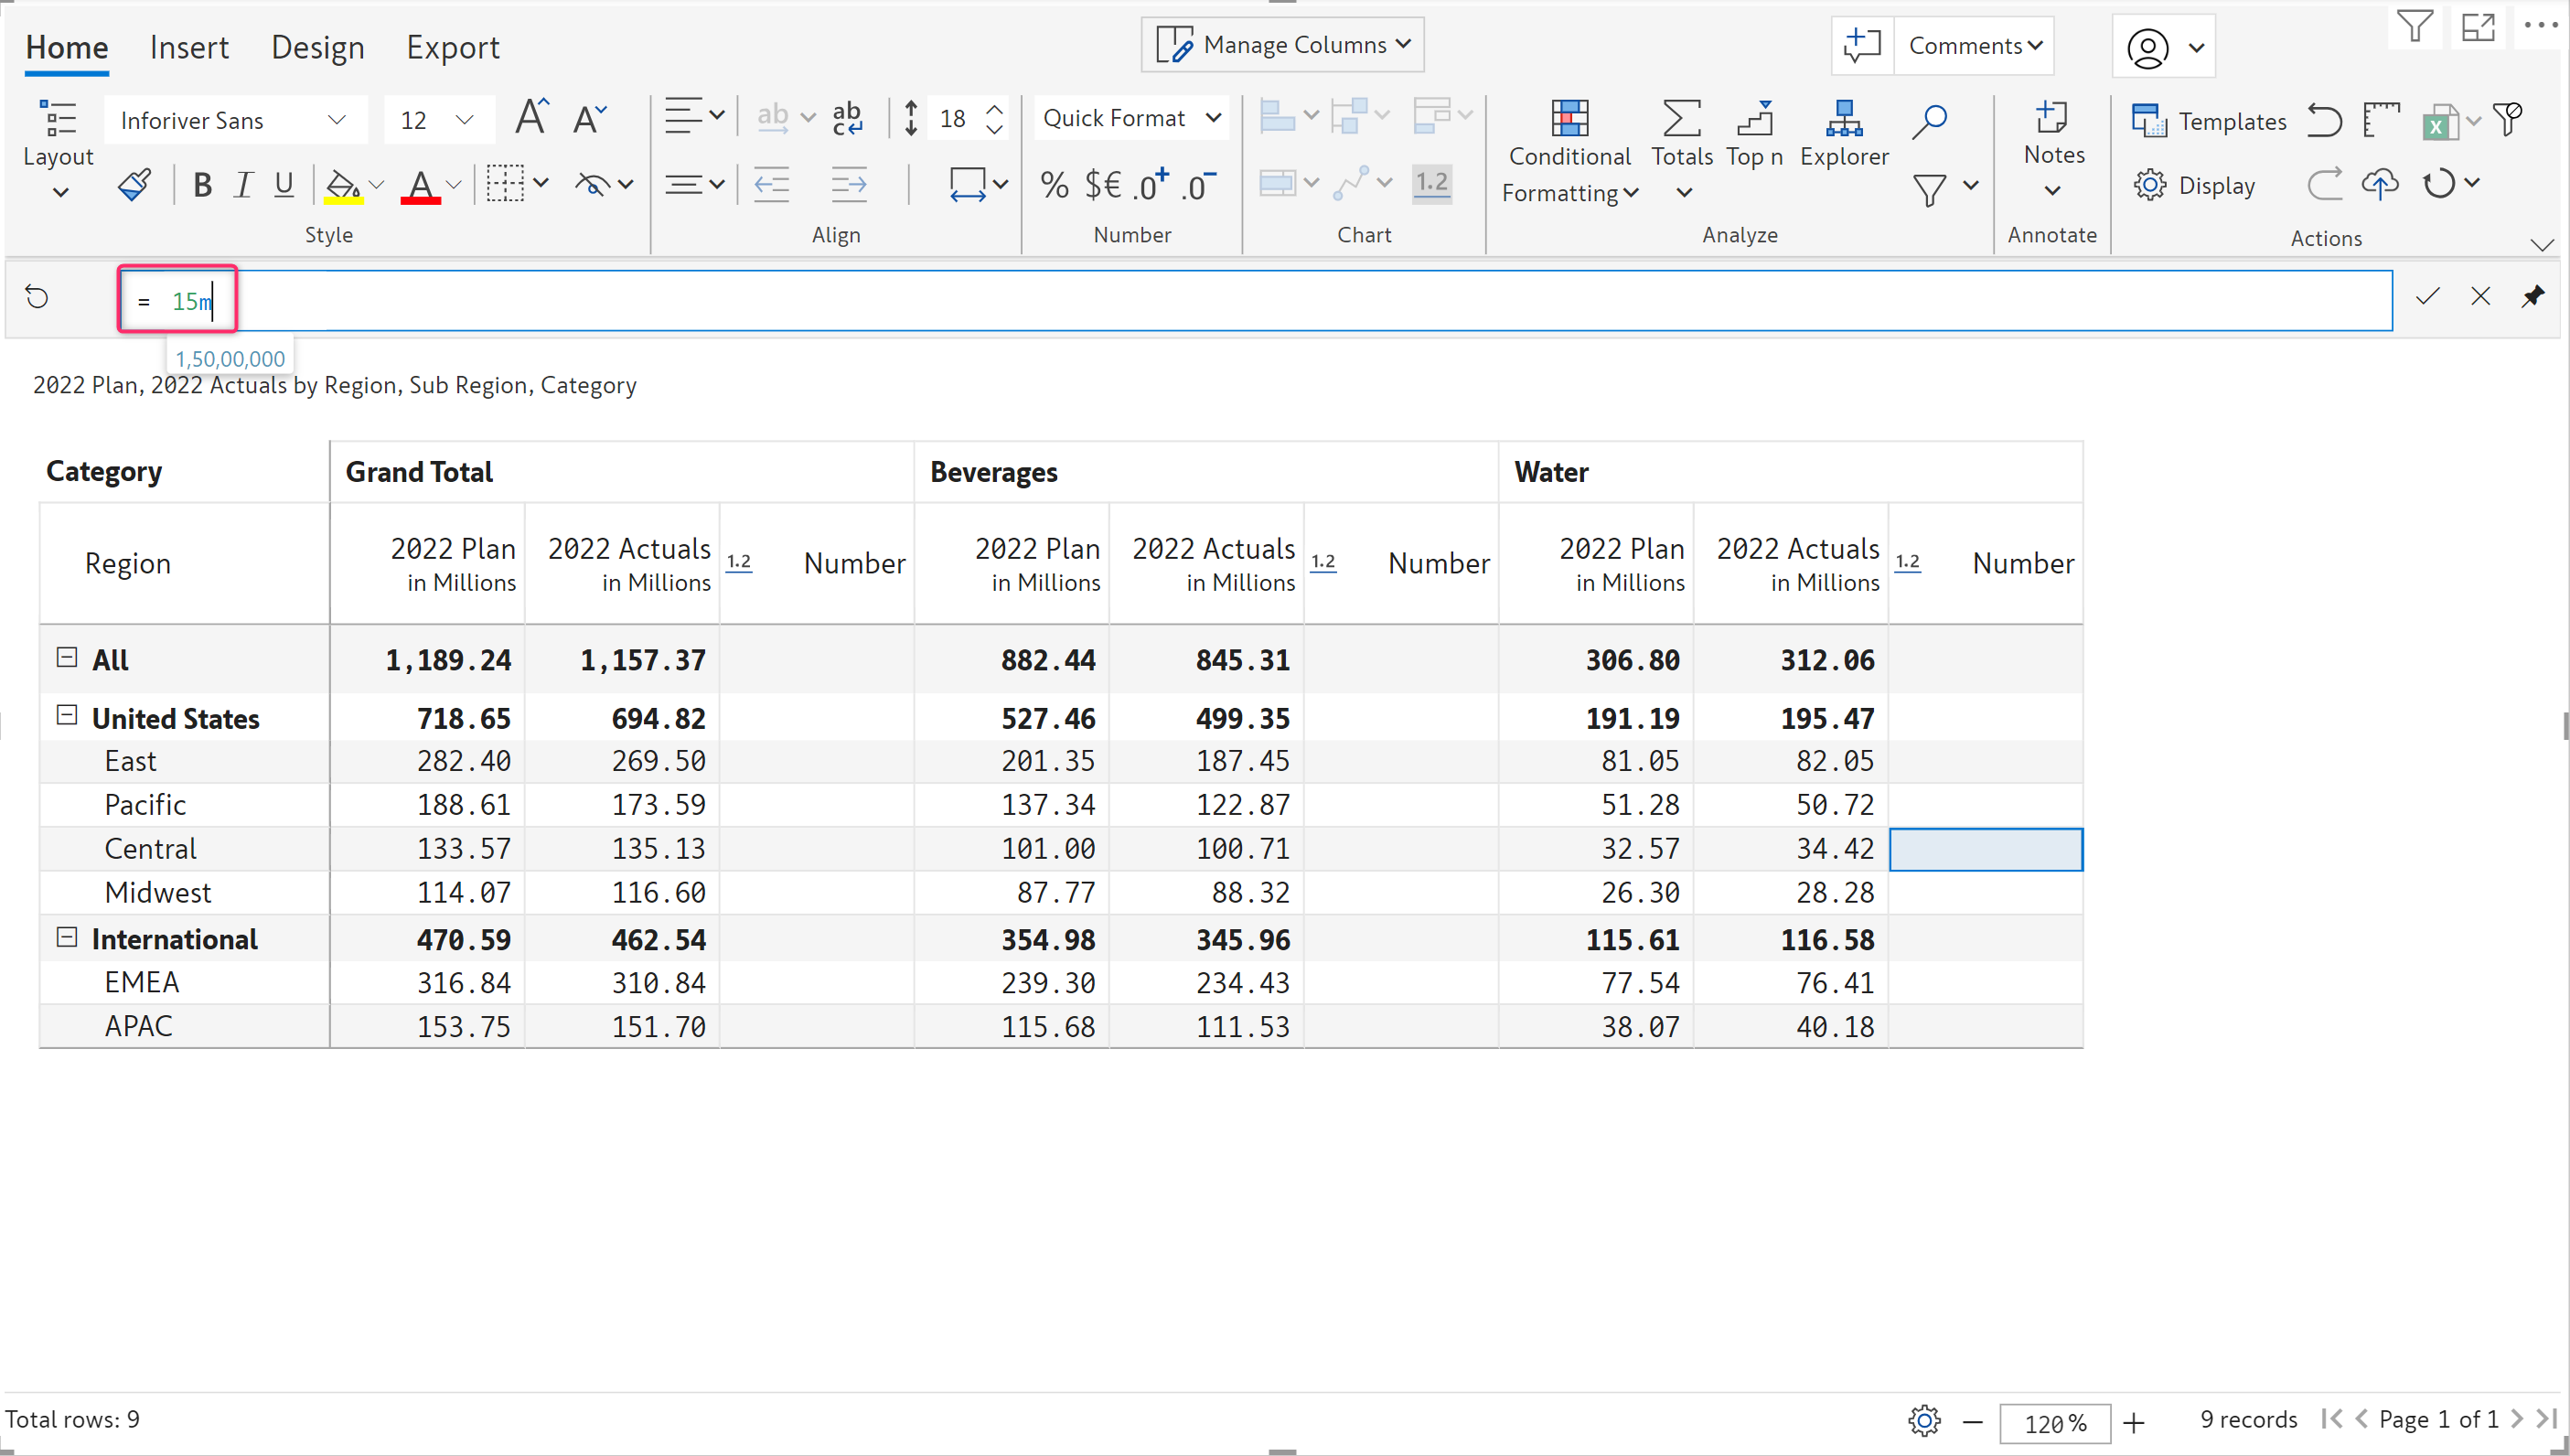 Home Insert Design Export Manage Columns Comments
Inforiver Sans 12 A A ab ab c 18 Quick Format
Layout Conditional Formatting Totals Top n Explorer Notes Templates
B I U A % $€ .0+ .0- 1.2 Display
Style Align Number Chart Analyze Annotate Actions
= 15m
1,50,00,000
2022 Plan, 2022 Actuals by Region, Sub Region, Category
Category Grand Total Beverages Water
Region 2022 Plan in Millions 2022 Actuals in Millions 1.2 Number 2022 Plan in Millions 2022 Actuals in Millions 1.2 Number 2022 Plan in Millions 2022 Actuals in Millions 1.2 Number
All 1,189.24 1,157.37 882.44 845.31 306.80 312.06
United States 718.65 694.82 527.46 499.35 191.19 195.47
East 282.40 269.50 201.35 187.45 81.05 82.05
Pacific 188.61 173.59 137.34 122.87 51.28 50.72
Central 133.57 135.13 101.00 100.71 32.57 34.42
Midwest 114.07 116.60 87.77 88.32 26.30 28.28
International 470.59 462.54 354.98 345.96 115.61 116.58
EMEA 316.84 310.84 239.30 234.43 77.54 76.41
APAC 153.75 151.70 115.68 111.53 38.07 40.18
Total rows: 9 120% 9 records Page 1 of 1